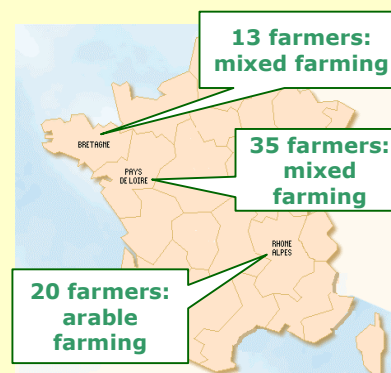 13 farmers:
mixed farming
BRETAGNE
35 farmers:
mixed
farming
PAYS
DE LOIRE
RHONE
ALPES
20 farmers:
arable
farming